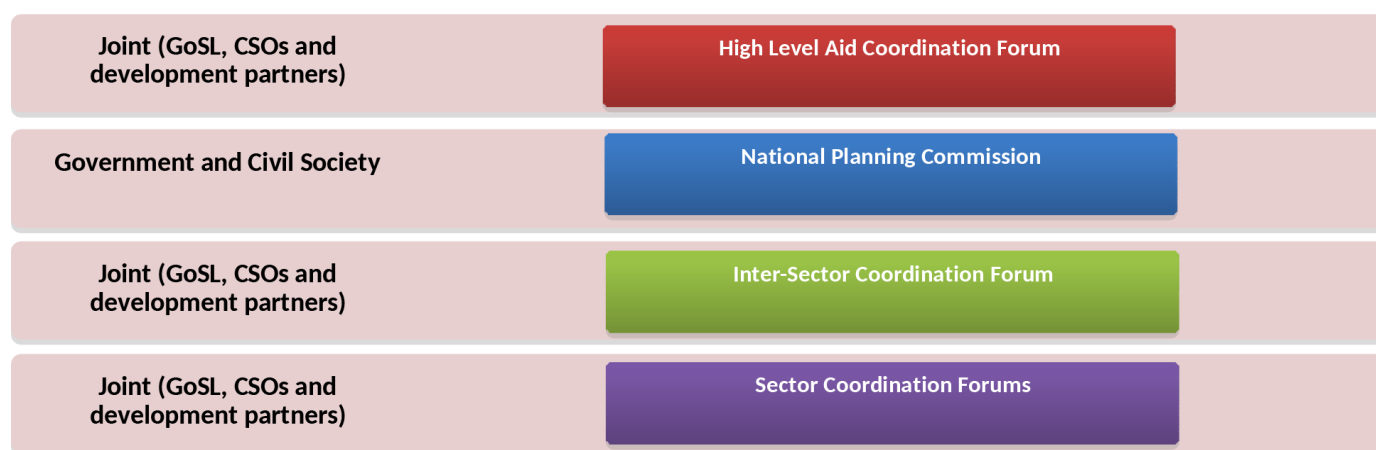 Joint (GoSL, CSOs and
development partners)
High Level Aid Coordination Forum
Government and Civil Society
National Planning Commission
Joint (GoSL, CSOs and
development partners)
Inter-Sector Coordination Forum
Joint (GoSL, CSOs and
development partners)
Sector Coordination Forums